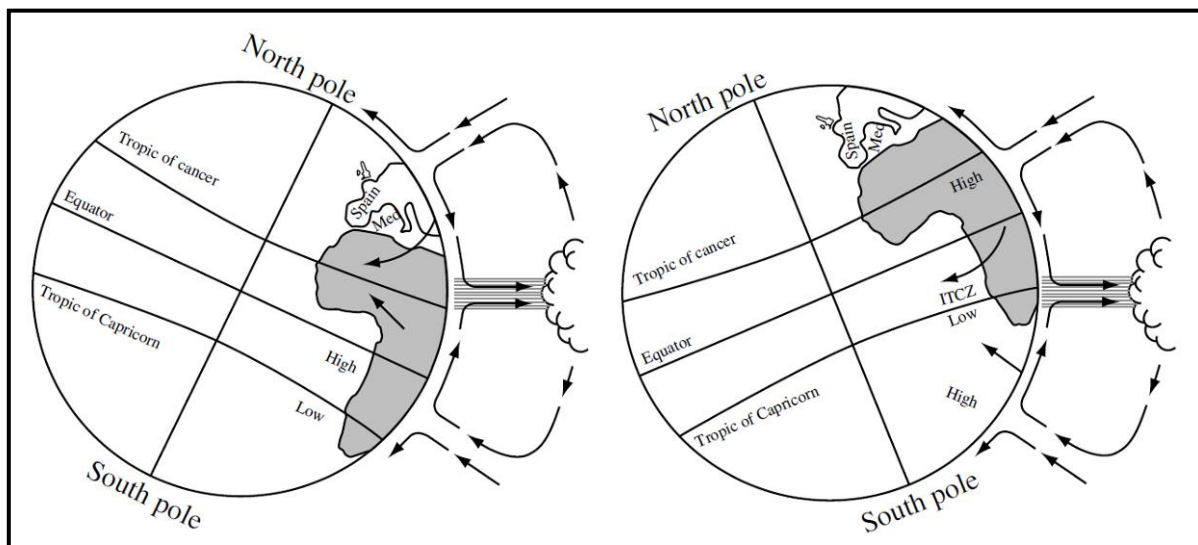 North pole
Tropic of cancer
Equator
Tropic of Capricorn
Spain
Med
High
Low
South pole
North pole
Spain
Med
High
Tropic of cancer
ITCZ
Low
Equator
High
Tropic of Capricorn
South pole